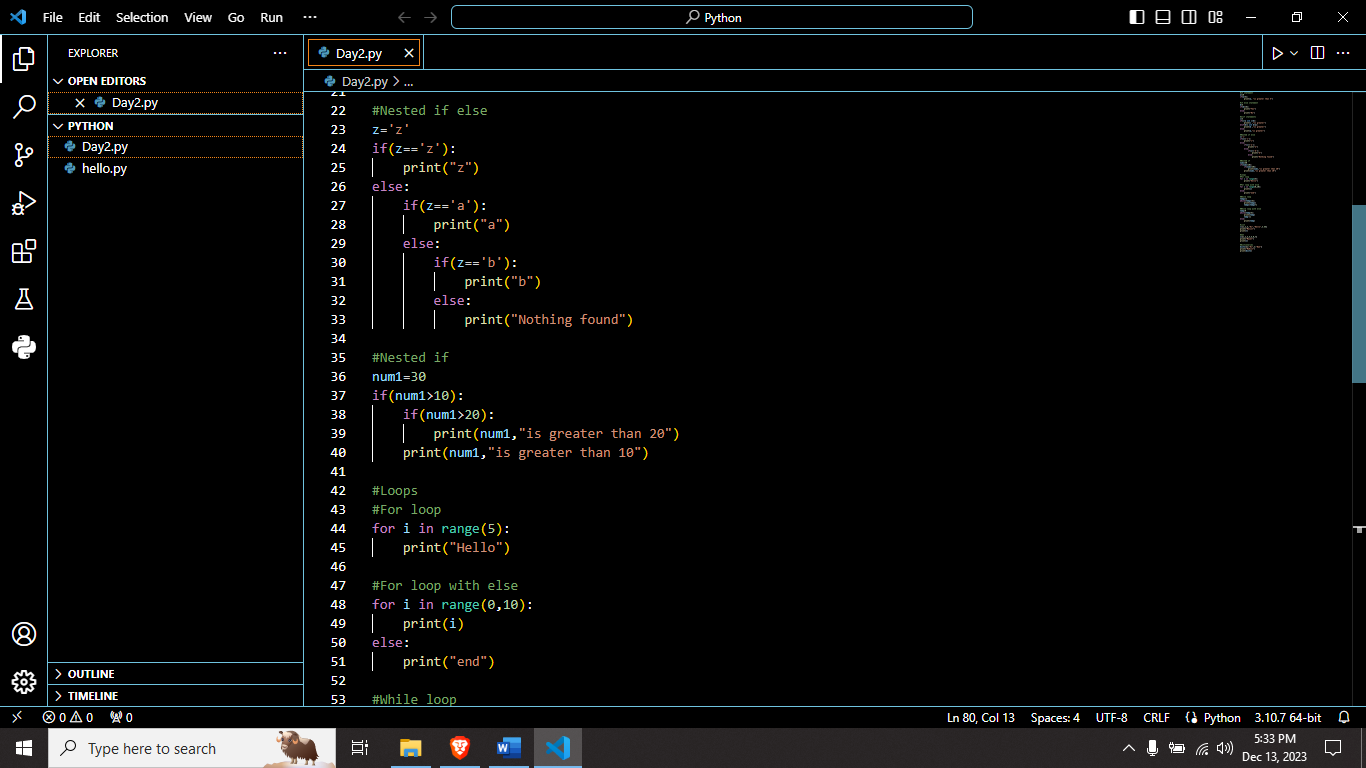 File Edit Selection View Go Run ···
Python
EXPLORER ···
OPEN EDITORS
Day2.py
PYTHON
Day2.py
hello.py
OUTLINE
TIMELINE
Day2.py
Day2.py > ...
21
22 #Nested if else
23 z='z'
24 if(z=='z'):
25     print("z")
26 else:
27     if(z=='a'):
28         print("a")
29     else:
30         if(z=='b'):
31             print("b")
32         else:
33             print("Nothing found")
34
35 #Nested if
36 num1=30
37 if(num1>10):
38     if(num1>20):
39         print(num1,"is greater than 20")
40     print(num1,"is greater than 10")
41
42 #Loops
43 #For loop
44 for i in range(5):
45     print("Hello")
46
47 #For loop with else
48 for i in range(0,10):
49     print(i)
50 else:
51     print("end")
52
53 #While loop
0 0 0
Ln 80, Col 13 Spaces: 4 UTF-8 CRLF Python 3.10.7 64-bit
Type here to search
5:33 PM
Dec 13, 2023